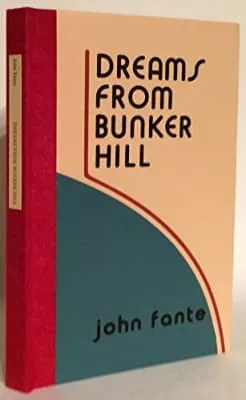 DREAMS
FROM
BUNKER
HILL
john fante